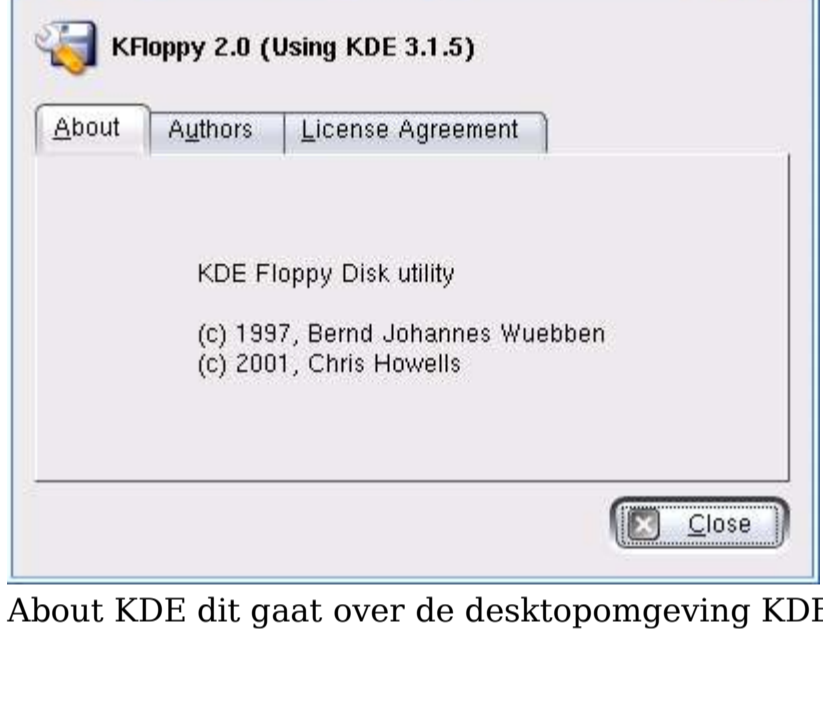 KFloppy 2.0 (Using KDE 3.1.5)
About Authors License Agreement
KDE Floppy Disk utility
(c) 1997, Bernd Johannes Wuebben
(c) 2001, Chris Howells
Close
About KDE dit gaat over de desktopomgeving KDE